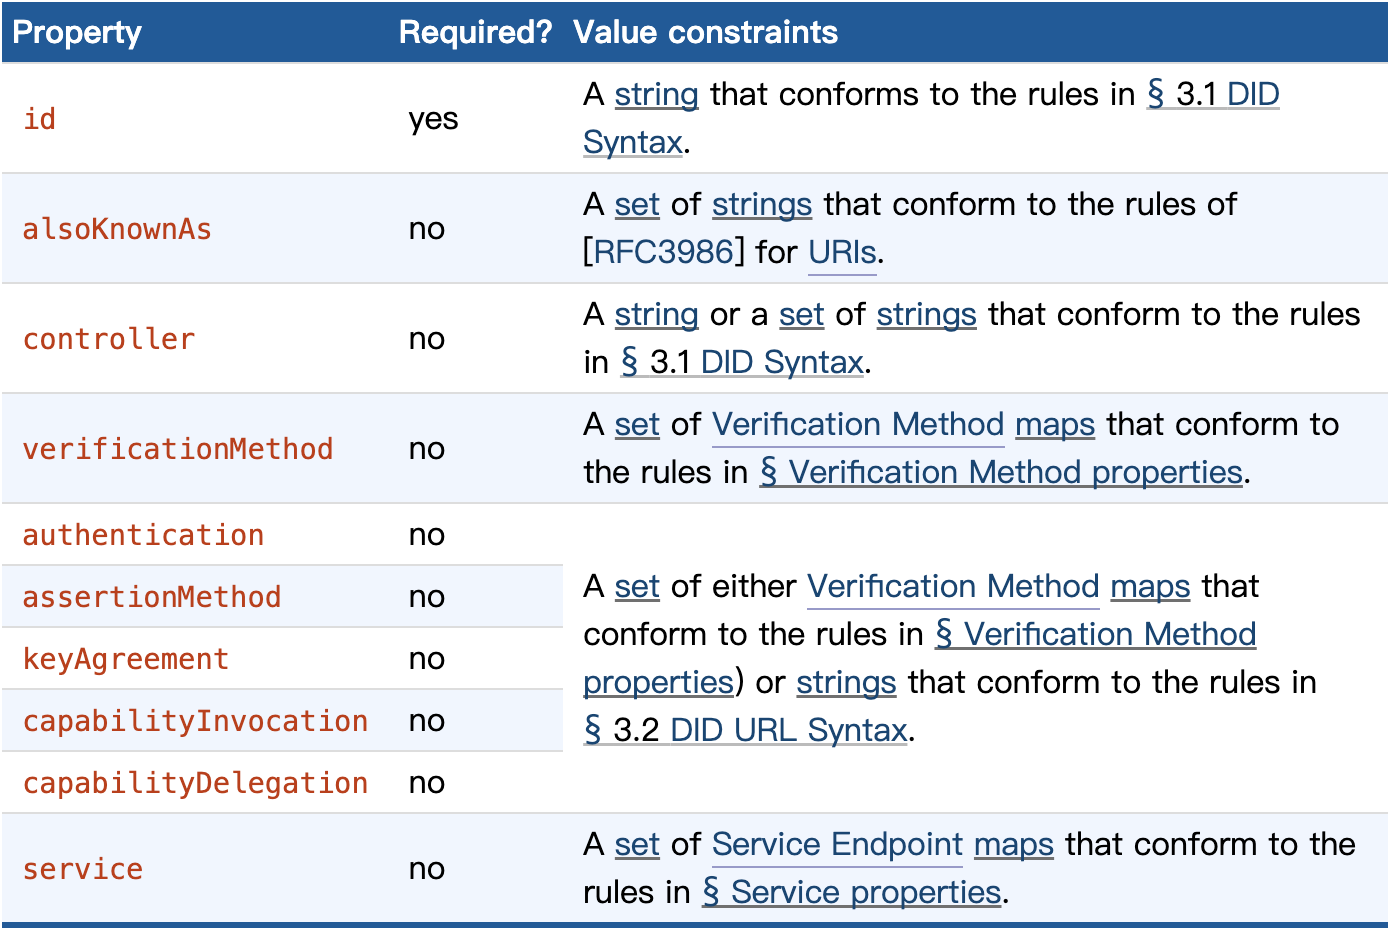 Property Required? Value constraints
id yes A string that conforms to the rules in § 3.1 DID
Syntax.
alsoKnownAs no A set of strings that conform to the rules of
[RFC3986] for URIs.
controller no A string or a set of strings that conform to the rules
in § 3.1 DID Syntax.
verificationMethod no A set of Verification Method maps that conform to
the rules in § Verification Method properties.
authentication no
assertionMethod no
keyAgreement no
capabilityInvocation no
capabilityDelegation no
A set of either Verification Method maps that
conform to the rules in § Verification Method
properties) or strings that conform to the rules in
§ 3.2 DID URL Syntax.
service no A set of Service Endpoint maps that conform to the
rules in § Service properties.